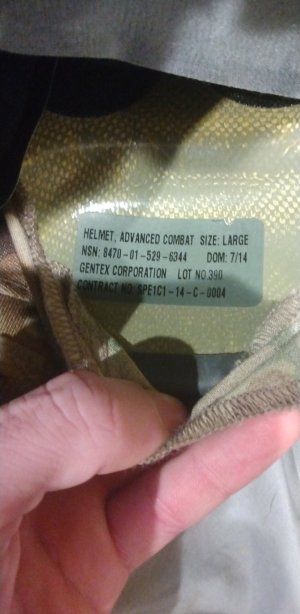 HELMET, ADVANCED COMBAT SIZE: LARGE
NSN: 8470-01-529-6344 DOM: 7/14
GENTEX CORPORATION LOT NO.390
CONTRACT NO. SPE1C1-14-C-0004